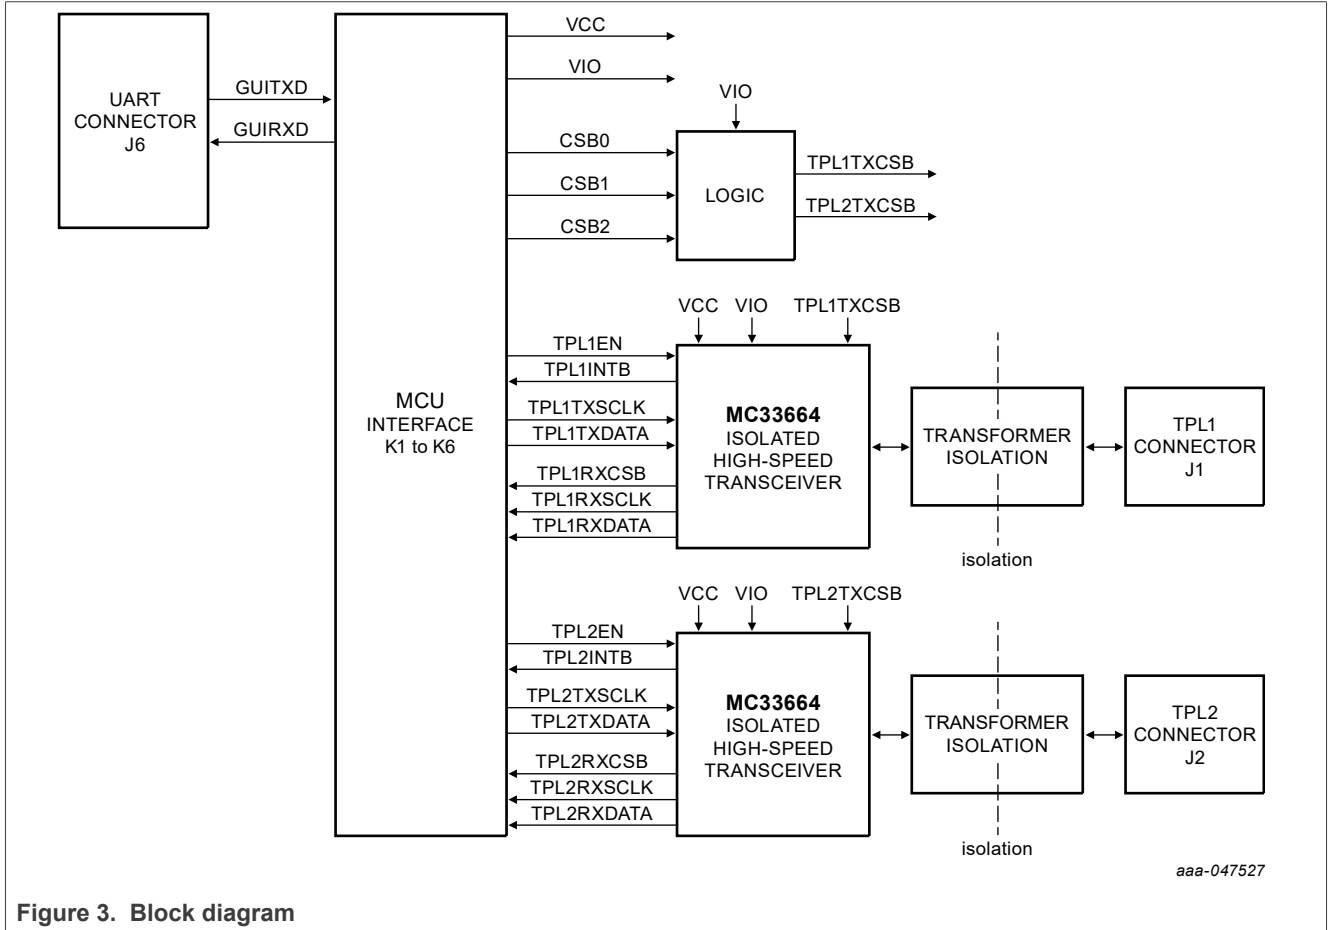 UART
CONNECTOR
J6
GUITXD
GUIRXD
MCU
INTERFACE
K1 to K6
VCC
VIO
CSB0
CSB1
CSB2
VIO
LOGIC
TPL1TXCSB
TPL2TXCSB
VCC VIO TPL1TXCSB
TPL1EN
TPL1INTB
TPL1TXSCLK
TPL1TXDATA
TPL1RXCSB
TPL1RXSCLK
TPL1RXDATA
MC33664
ISOLATED
HIGH-SPEED
TRANSCEIVER
TRANSFORMER
ISOLATION
isolation
TPL1
CONNECTOR
J1
VCC VIO TPL2TXCSB
TPL2EN
TPL2INTB
TPL2TXSCLK
TPL2TXDATA
TPL2RXCSB
TPL2RXSCLK
TPL2RXDATA
MC33664
ISOLATED
HIGH-SPEED
TRANSCEIVER
TRANSFORMER
ISOLATION
isolation
TPL2
CONNECTOR
J2
aaa-047527
Figure 3. Block diagram